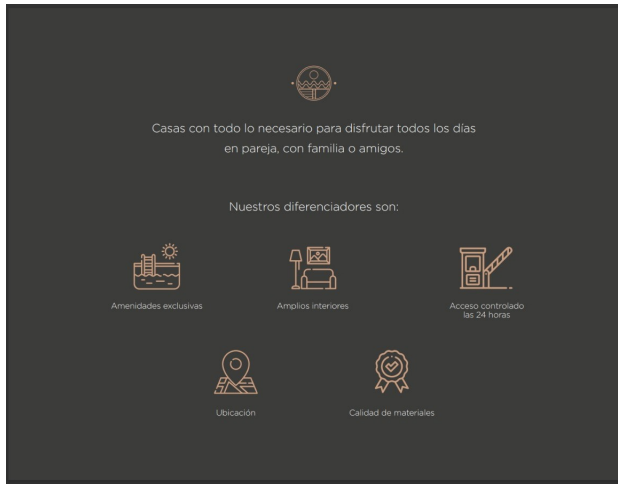 Casas con todo lo necesario para disfrutar todos los días
en pareja, con familia o amigos.
Nuestros diferenciadores son:
Amenidades exclusivas
Amplios interiores
Acceso controlado
las 24 horas
Ubicación
Calidad de materiales